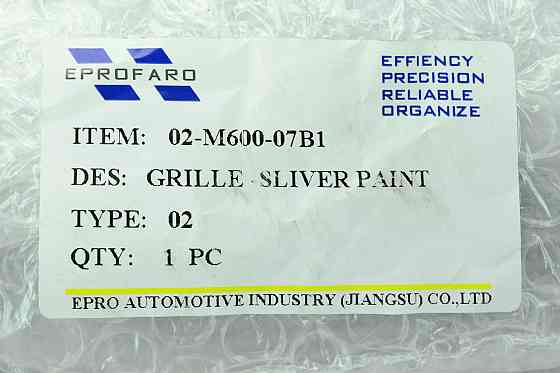 EPROFARO
EFFIENCY
PRECISION
RELIABLE
ORGANIZE
ITEM: 02-M600-07B1
DES: GRILLE - SLIVER PAINT
TYPE: 02
QTY: 1 PC
EPRO AUTOMOTIVE INDUSTRY (JIANGSU) CO.,LTD